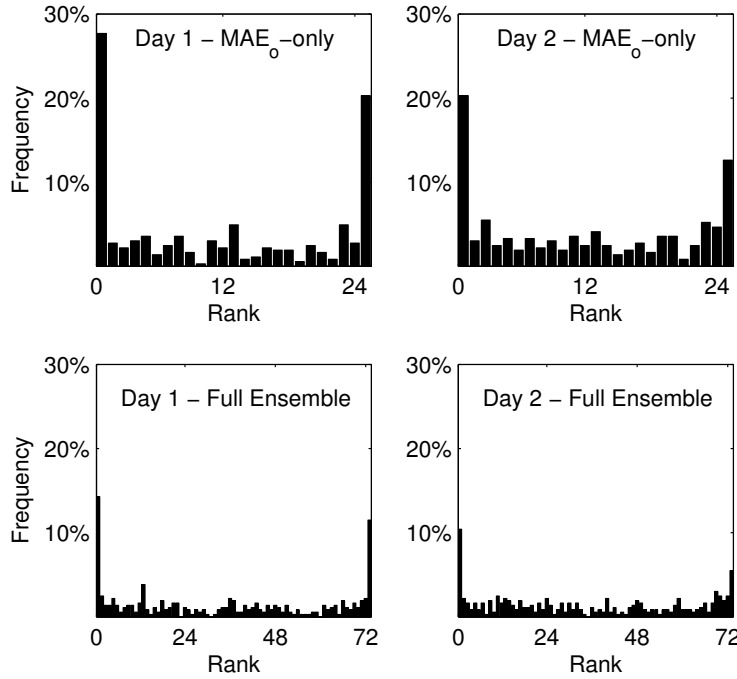 30%
20%
10%
Frequency
Day 1 − MAE_o−only
0 12 24
Rank
30%
20%
10%
Day 2 − MAE_o−only
0 12 24
Rank
30%
20%
10%
Frequency
Day 1 − Full Ensemble
0 24 48 72
Rank
30%
20%
10%
Day 2 − Full Ensemble
0 24 48 72
Rank